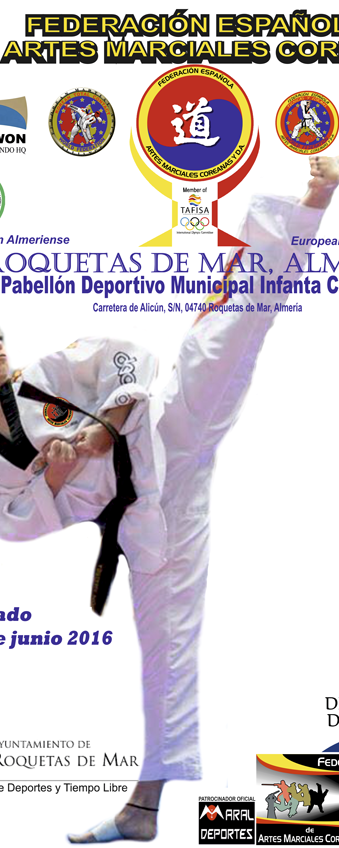 FEDERACIÓN ESPAÑOL
ARTES MARCIALES COR
FEDERACIÓN ESPAÑOLA
道
ARTES MARCIALES COREANAS Y D.A.
WON
NDO HQ
Member of
TAFISA
n Almeriense
European
ROQUETAS DE MAR, ALM
Pabellón Deportivo Municipal Infanta C
Carretera de Alicún, S/N, 04740 Roquetas de Mar, Almería
ndo
e junio 2016
YUNTAMIENTO DE
ROQUETAS DE MAR
e Deportes y Tiempo Libre
D
D
PATROCINADOR OFICIAL
MARAL
DEPORTES
FEDE
de
ARTES MARCIALES COR